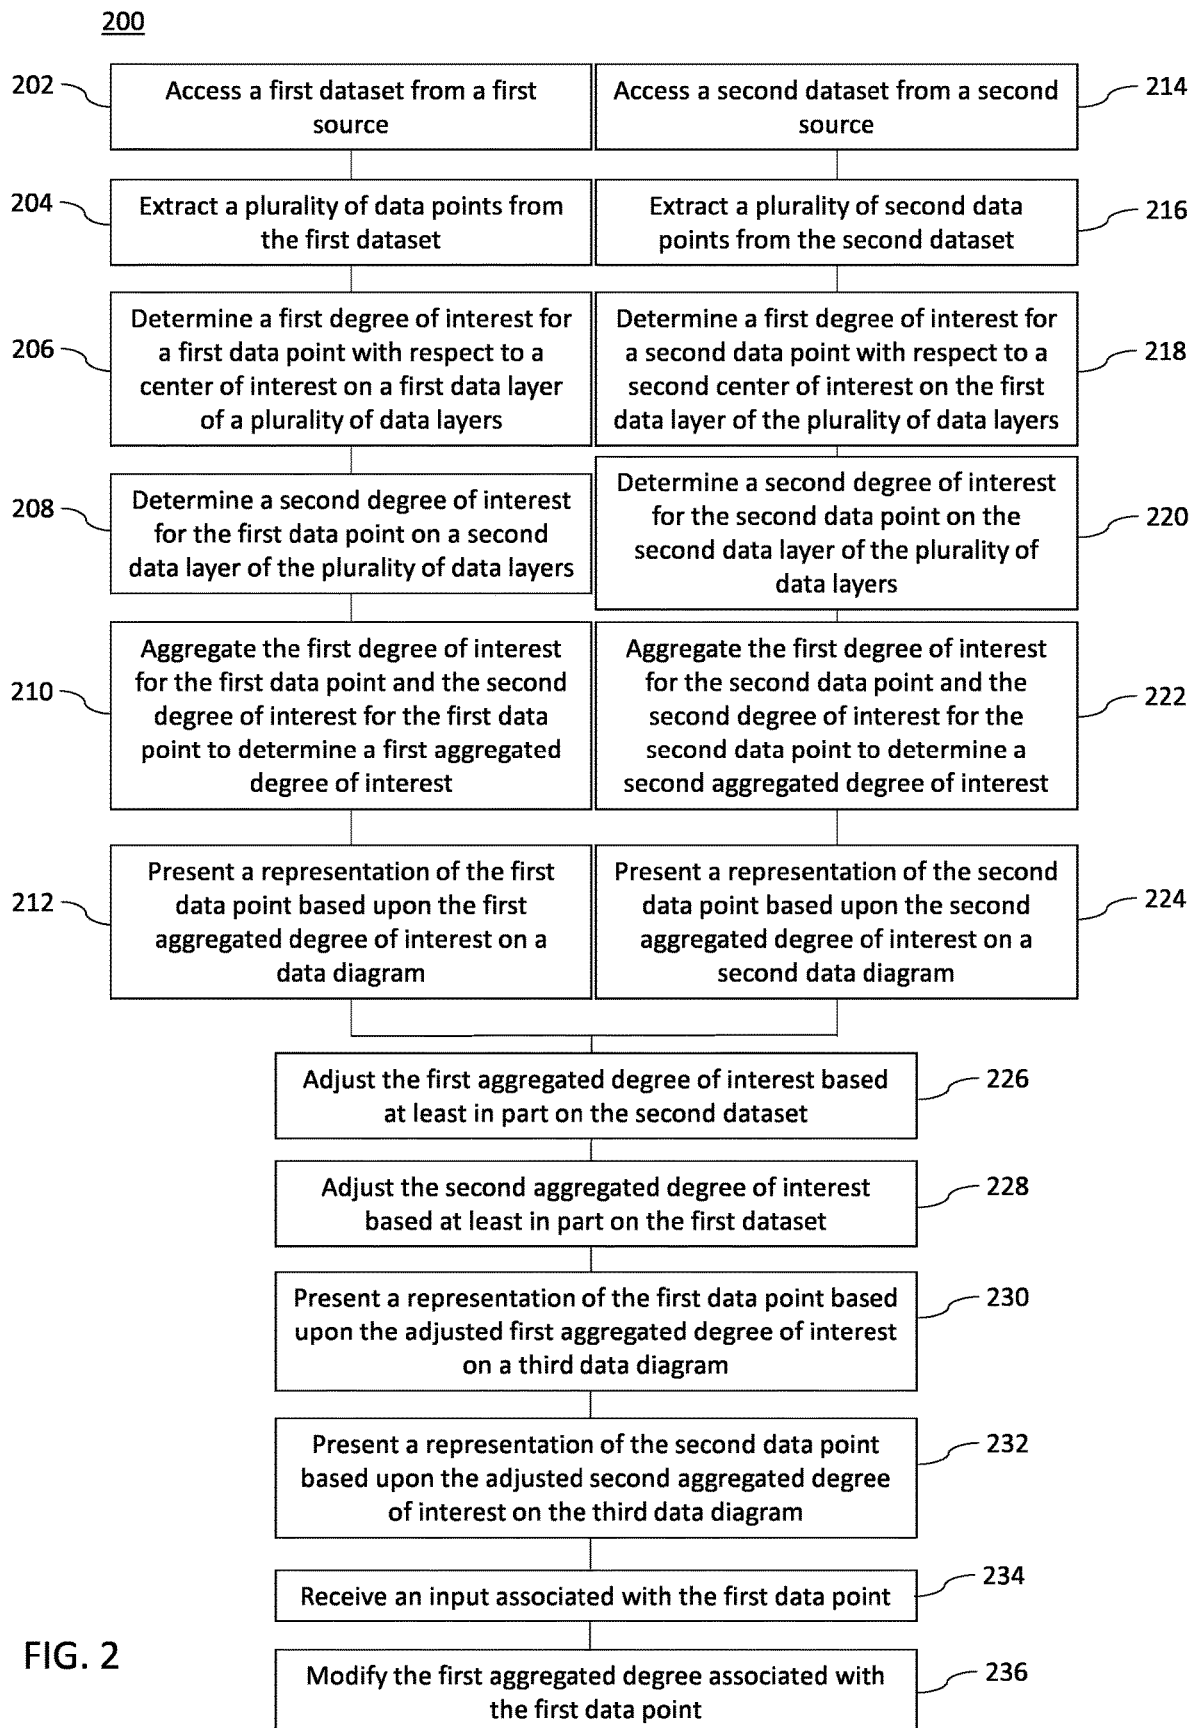 200
202
Access a first dataset from a first
source
Access a second dataset from a second
source
214
204
Extract a plurality of data points from
the first dataset
Extract a plurality of second data
points from the second dataset
216
206
Determine a first degree of interest for
a first data point with respect to a
center of interest on a first data layer
of a plurality of data layers
Determine a first degree of interest for
a second data point with respect to a
second center of interest on the first
data layer of the plurality of data layers
218
208
Determine a second degree of interest
for the first data point on a second
data layer of the plurality of data layers
Determine a second degree of interest
for the second data point on the
second data layer of the plurality of
data layers
220
210
Aggregate the first degree of interest
for the first data point and the second
degree of interest for the first data
point to determine a first aggregated
degree of interest
Aggregate the first degree of interest
for the second data point and the
second degree of interest for the
second data point to determine a
second aggregated degree of interest
222
212
Present a representation of the first
data point based upon the first
aggregated degree of interest on a
data diagram
Present a representation of the second
data point based upon the second
aggregated degree of interest on a
second data diagram
224
Adjust the first aggregated degree of interest based
at least in part on the second dataset
226
Adjust the second aggregated degree of interest
based at least in part on the first dataset
228
Present a representation of the first data point based
upon the adjusted first aggregated degree of interest
on a third data diagram
230
Present a representation of the second data point
based upon the adjusted second aggregated degree
of interest on the third data diagram
232
Receive an input associated with the first data point
234
Modify the first aggregated degree associated with
the first data point
236
FIG. 2